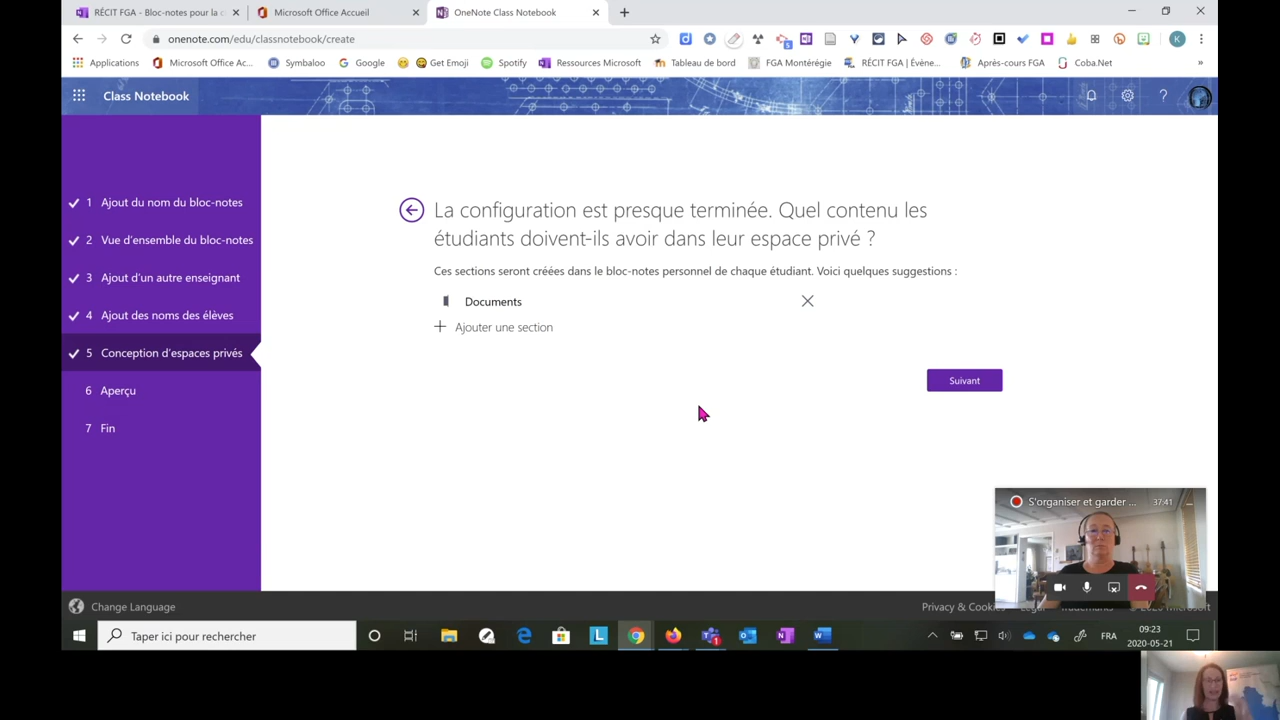 RÉCIT FGA - Bloc-notes pour la c
Microsoft Office Accueil
OneNote Class Notebook
onenote.com/edu/classnotebook/create
Applications
Microsoft Office Ac...
Symbaloo
Google
Get Emoji
Spotify
Ressources Microsoft
Tableau de bord
FGA Montérégie
RÉCIT FGA | Évène...
Après-cours FGA
Coba.Net
»
Class Notebook
1 Ajout du nom du bloc-notes
2 Vue d'ensemble du bloc-notes
3 Ajout d'un autre enseignant
4 Ajout des noms des élèves
5 Conception d'espaces privés
6 Aperçu
7 Fin
La configuration est presque terminée. Quel contenu les
étudiants doivent-ils avoir dans leur espace privé ?
Ces sections seront créées dans le bloc-notes personnel de chaque étudiant. Voici quelques suggestions :
Documents
Ajouter une section
Suivant
S'organiser et garder ...
37:41
Change Language
Privacy & Cookies
Legal
Trademarks
© 2020 Microsoft
Taper ici pour rechercher
FRA
09:23
2020-05-21